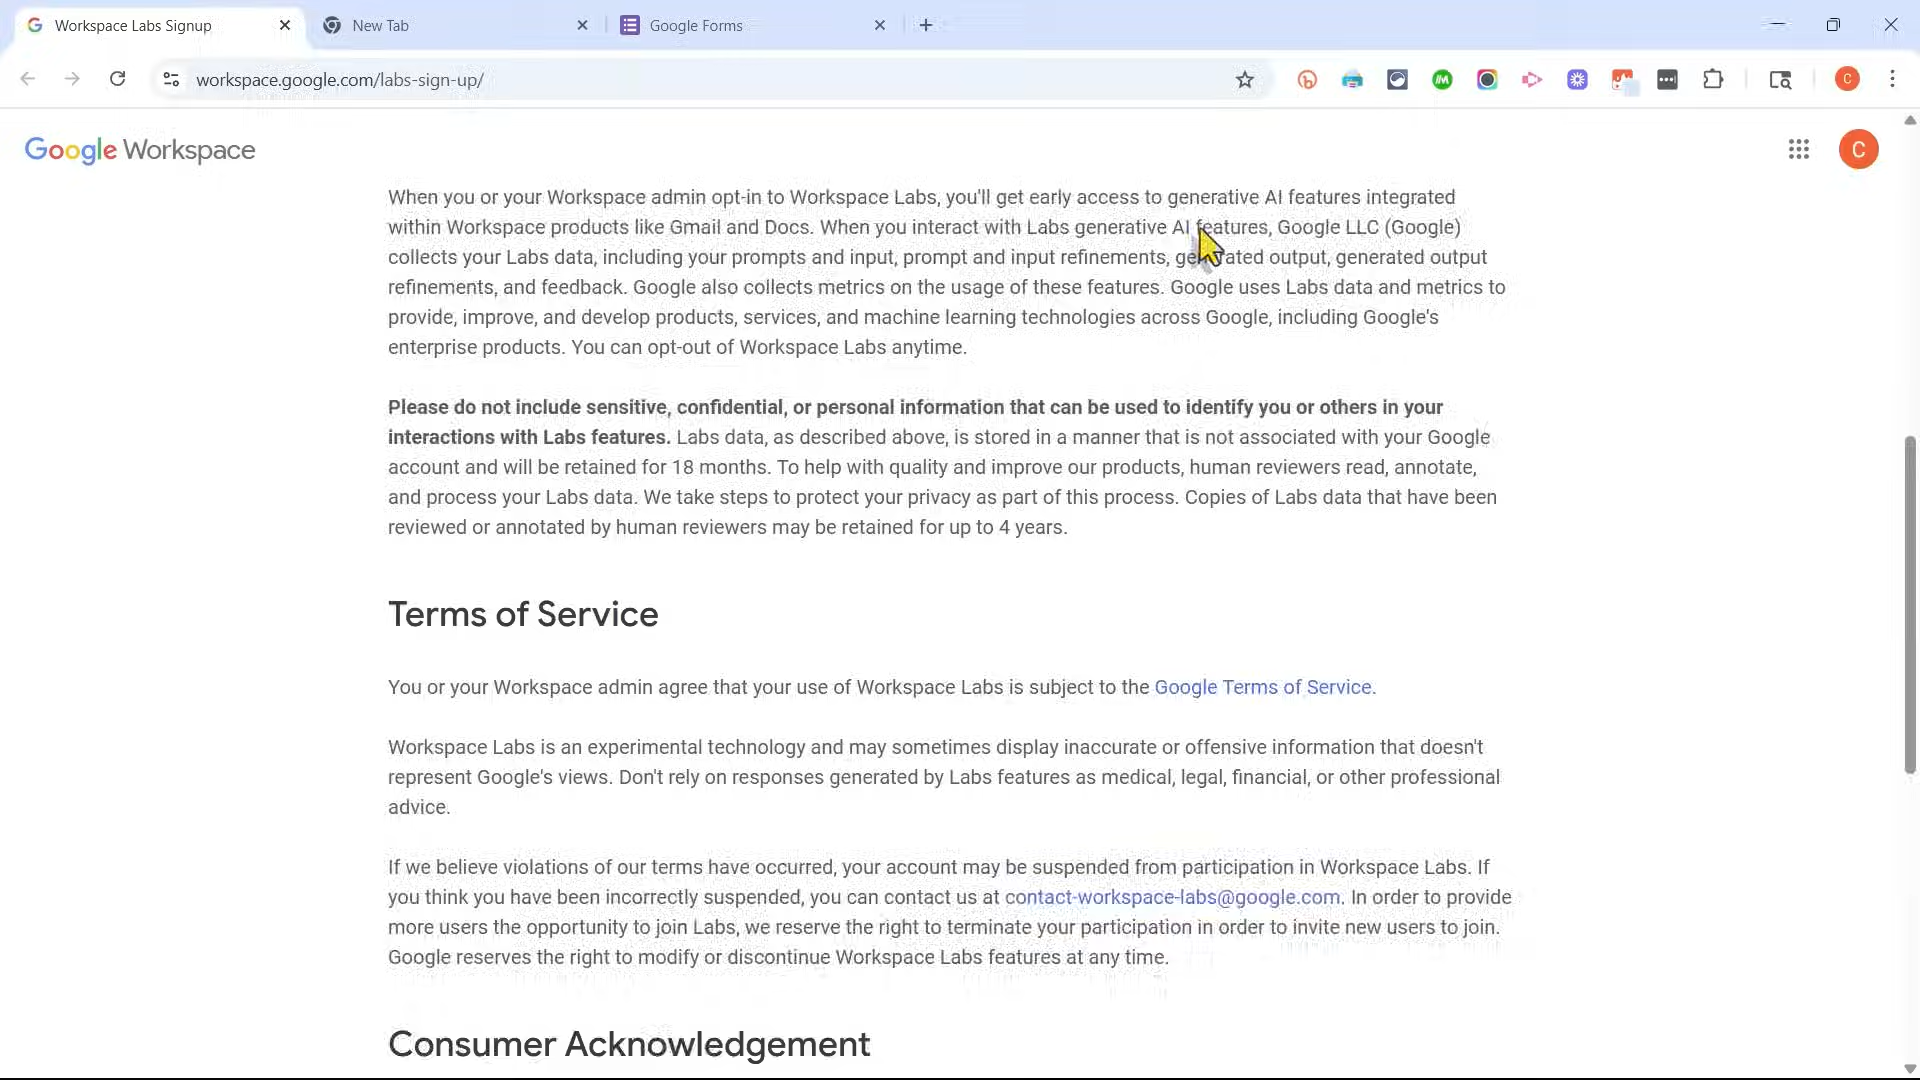 Workspace Labs Signup
New Tab
Google Forms
workspace.google.com/labs-sign-up/
C
Google Workspace
C
When you or your Workspace admin opt-in to Workspace Labs, you'll get early access to generative AI features integrated
within Workspace products like Gmail and Docs. When you interact with Labs generative AI features, Google LLC (Google)
collects your Labs data, including your prompts and input, prompt and input refinements, generated output, generated output
refinements, and feedback. Google also collects metrics on the usage of these features. Google uses Labs data and metrics to
provide, improve, and develop products, services, and machine learning technologies across Google, including Google's
enterprise products. You can opt-out of Workspace Labs anytime.
Please do not include sensitive, confidential, or personal information that can be used to identify you or others in your
interactions with Labs features. Labs data, as described above, is stored in a manner that is not associated with your Google
account and will be retained for 18 months. To help with quality and improve our products, human reviewers read, annotate,
and process your Labs data. We take steps to protect your privacy as part of this process. Copies of Labs data that have been
reviewed or annotated by human reviewers may be retained for up to 4 years.
Terms of Service
You or your Workspace admin agree that your use of Workspace Labs is subject to the Google Terms of Service.
Workspace Labs is an experimental technology and may sometimes display inaccurate or offensive information that doesn't
represent Google's views. Don't rely on responses generated by Labs features as medical, legal, financial, or other professional
advice.
If we believe violations of our terms have occurred, your account may be suspended from participation in Workspace Labs. If
you think you have been incorrectly suspended, you can contact us at contact-workspace-labs@google.com. In order to provide
more users the opportunity to join Labs, we reserve the right to terminate your participation in order to invite new users to join.
Google reserves the right to modify or discontinue Workspace Labs features at any time.
Consumer Acknowledgement